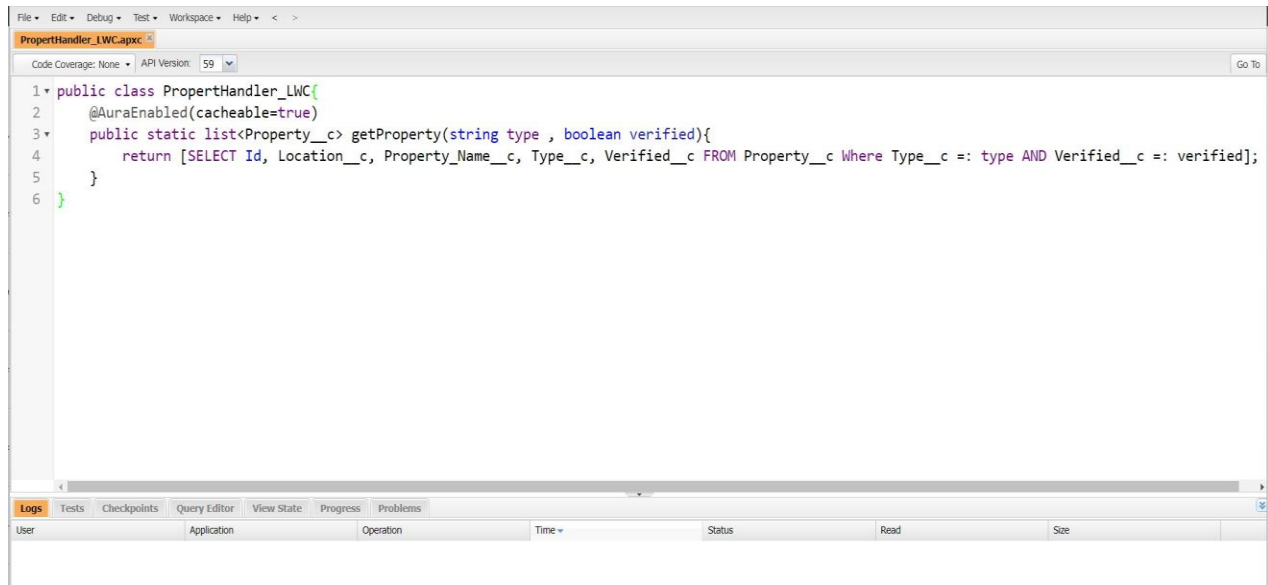 File Edit Debug Test Workspace Help < >
PropertHandler_LWC.apxc
Code Coverage: None API Version: 59 Go To
1 public class PropertHandler_LWC{
2 @AuraEnabled(cacheable=true)
3 public static list<Property__c> getProperty(string type , boolean verified){
4 return [SELECT Id, Location__c, Property_Name__c, Type__c, Verified__c FROM Property__c Where Type__c =: type AND Verified__c =: verified];
5 }
6 }
Logs Tests Checkpoints Query Editor View State Progress Problems
User Application Operation Time Status Read Size